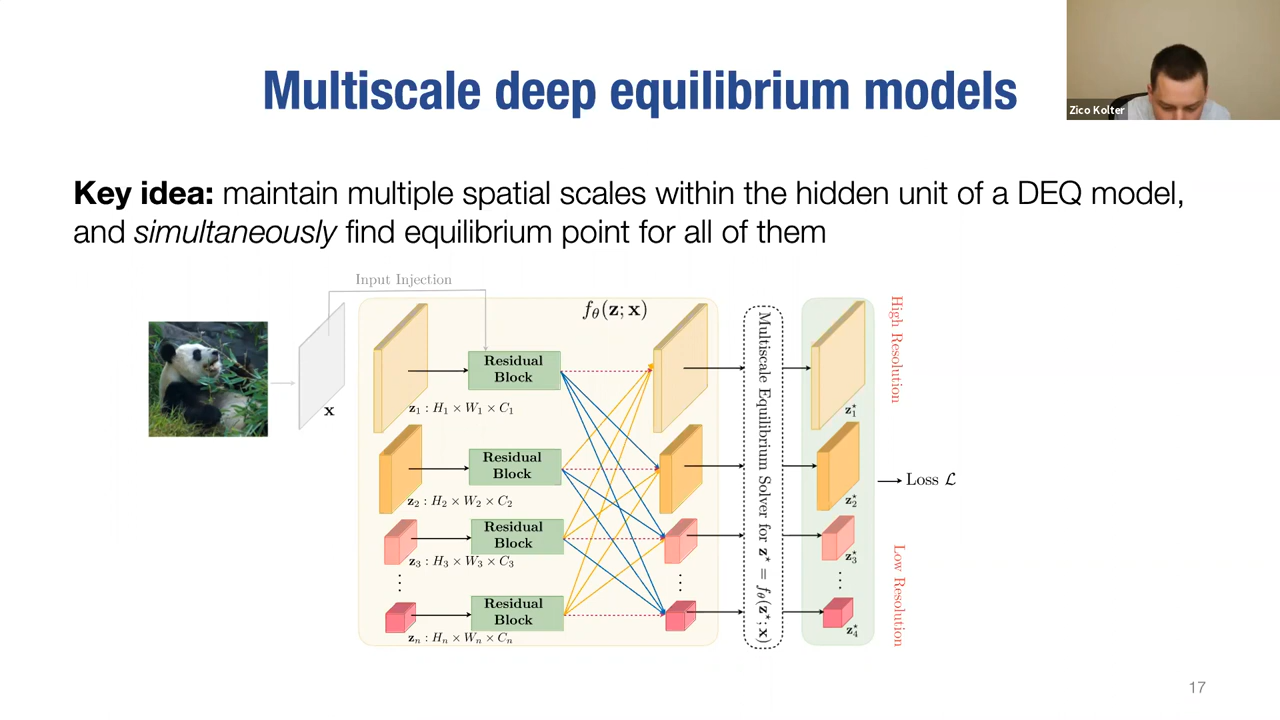 Multiscale deep equilibrium models
Zico Kolter
Key idea: maintain multiple spatial scales within the hidden unit of a DEQ model,
and simultaneously find equilibrium point for all of them
Input Injection
x
f_θ(z; x)
Residual
Block
z₁ : H₁ × W₁ × C₁
Residual
Block
z₂ : H₂ × W₂ × C₂
Residual
Block
z₃ : H₃ × W₃ × C₃
⋮
Residual
Block
zₙ : Hₙ × Wₙ × Cₙ
⋮
Multiscale Equilibrium Solver for z* = f_θ(z*; x)
z₁*
z₂*
z₃*
⋮
z₄*
High Resolution
Loss ℒ
Low Resolution
17